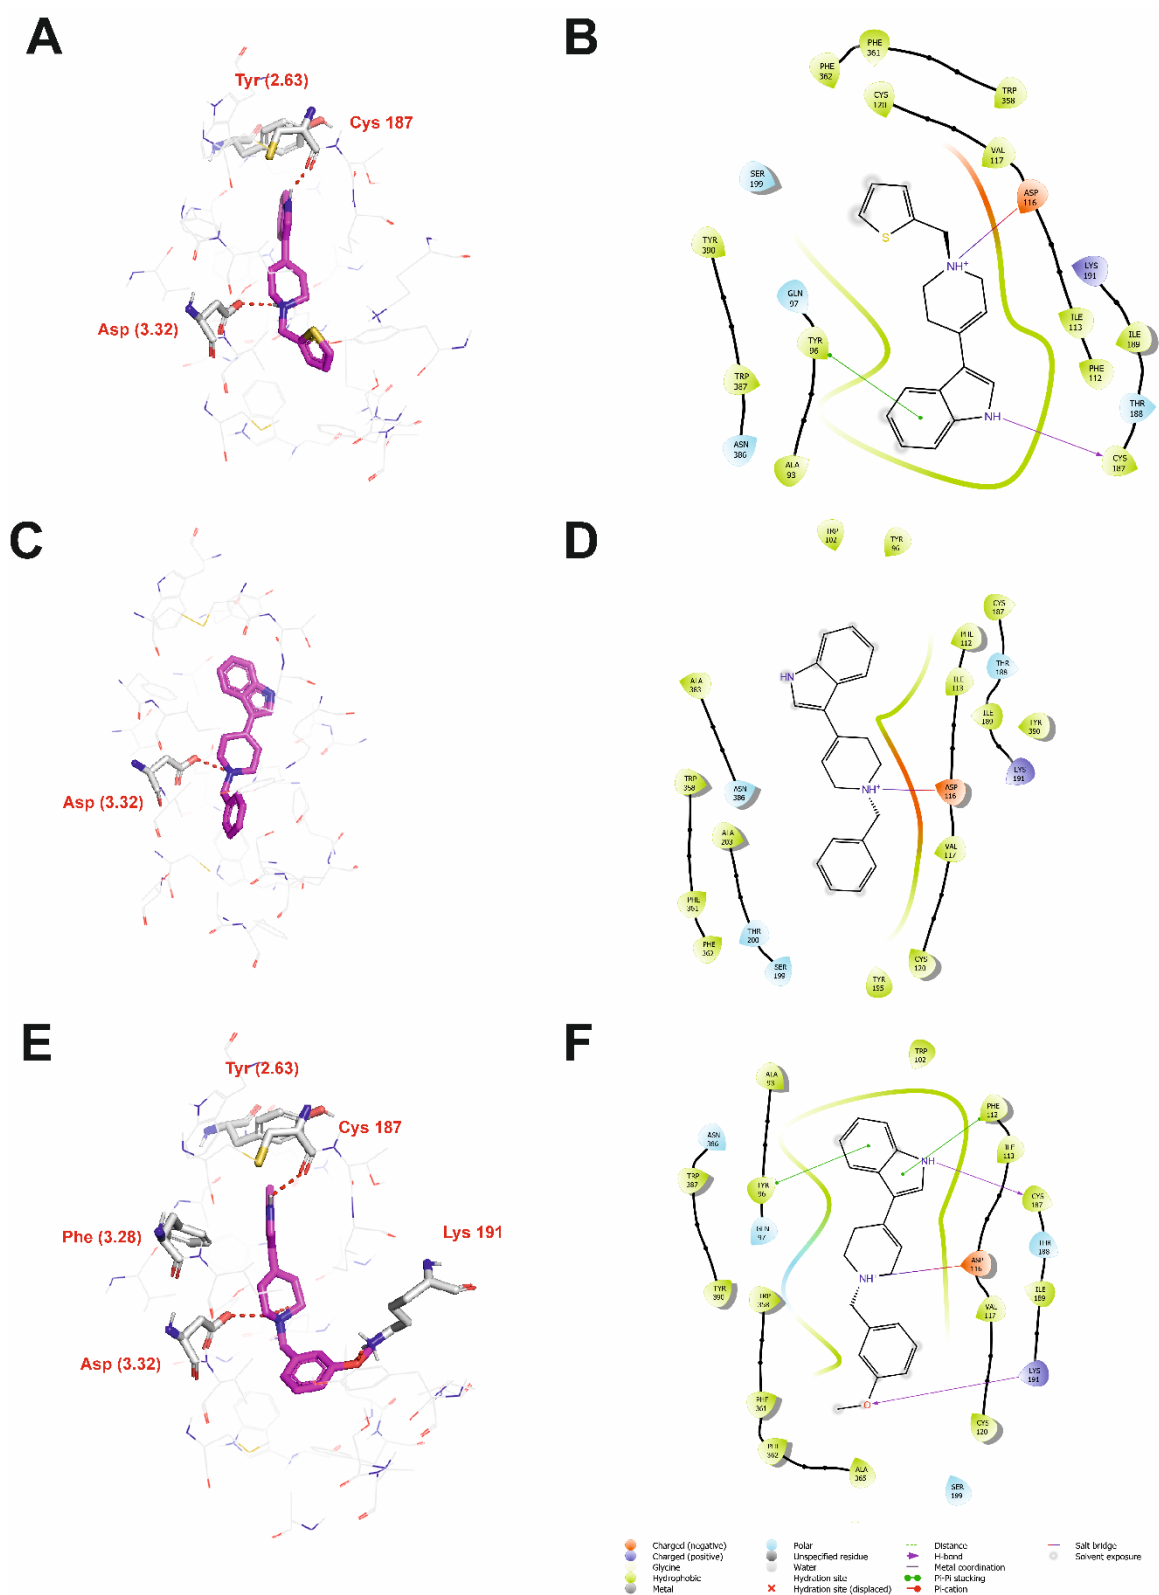 A
Tyr (2.63)
Cys 187
Asp (3.32)
B
PHE
361
PHE
362
TRP
358
CYS
120
VAL
117
SER
199
ASP
116
TYR
390
LYS
191
GLN
97
ILE
113
ILE
189
TYR
96
PHE
112
TRP
387
THR
188
ASN
386
ALA
93
CYS
187
S
NH+
NH
C
Asp (3.32)
D
TRP
102
TYR
96
CYS
187
PHE
112
THR
188
ALA
383
ILE
113
ILE
189
TYR
390
LYS
191
TRP
358
ASN
386
ASP
116
ALA
203
VAL
117
PHE
361
PHE
362
THR
200
SER
199
CYS
120
TYR
195
NH
NH+
E
Tyr (2.63)
Cys 187
Phe (3.28)
Lys 191
Asp (3.32)
F
TRP
102
ALA
93
PHE
112
ASN
386
ILE
113
TRP
387
TYR
96
CYS
187
GLN
97
THR
188
ASP
116
TYR
390
TRP
358
ILE
189
VAL
117
LYS
191
PHE
361
CYS
120
PHE
362
ALA
365
SER
199
NH
NH+
O
Charged (negative)
Charged (positive)
Glycine
Hydrophobic
Metal
Polar
Unspecified residue
Water
Hydration site
Hydration site (displaced)
Distance
H-bond
Metal coordination
Pi-Pi stacking
Pi-cation
Salt bridge
Solvent exposure